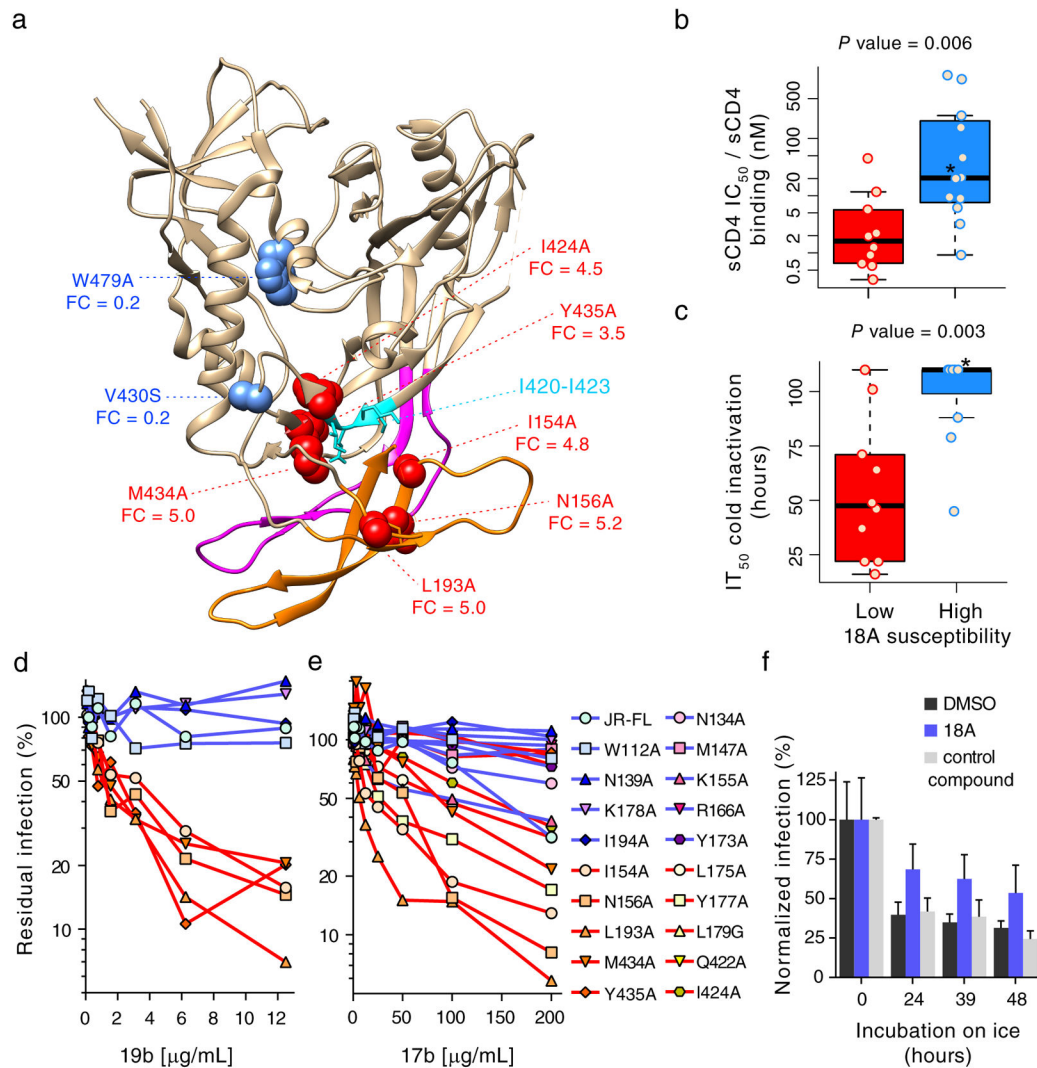 a
W479A
FC = 0.2
V430S
FC = 0.2
M434A
FC = 5.0
I424A
FC = 4.5
Y435A
FC = 3.5
I420-I423
I154A
FC = 4.8
N156A
FC = 5.2
L193A
FC = 5.0
b
P value = 0.006
sCD4 IC50 / sCD4
binding (nM)
500
100
20
5
2
0.5
*
c
P value = 0.003
IT50 cold inactivation
(hours)
100
75
50
25
*
Low
High
18A susceptibility
d
Residual infection (%)
100
50
20
10
0 2 4 6 8 10 12
19b [µg/mL]
e
100
50
20
10
0 50 100 150 200
17b [µg/mL]
JR-FL
W112A
N139A
K178A
I194A
I154A
N156A
L193A
M434A
Y435A
N134A
M147A
K155A
R166A
Y173A
L175A
Y177A
L179G
Q422A
I424A
f
DMSO
18A
control
compound
Normalized infection (%)
125
100
75
50
25
0
0 24 39 48
Incubation on ice
(hours)